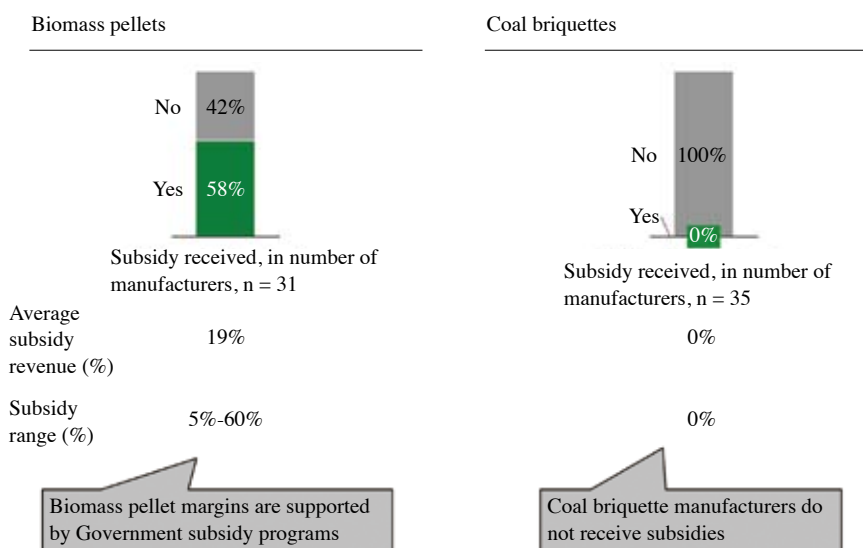 Biomass pellets
No
42%
Yes
58%
Subsidy received, in number of
manufacturers, n = 31
Coal briquettes
No
100%
Yes
0%
Subsidy received, in number of
manufacturers, n = 35
Average
subsidy
revenue (%)
19%
0%
Subsidy
range (%)
5%-60%
0%
Biomass pellet margins are supported
by Government subsidy programs
Coal briquette manufacturers do
not receive subsidies